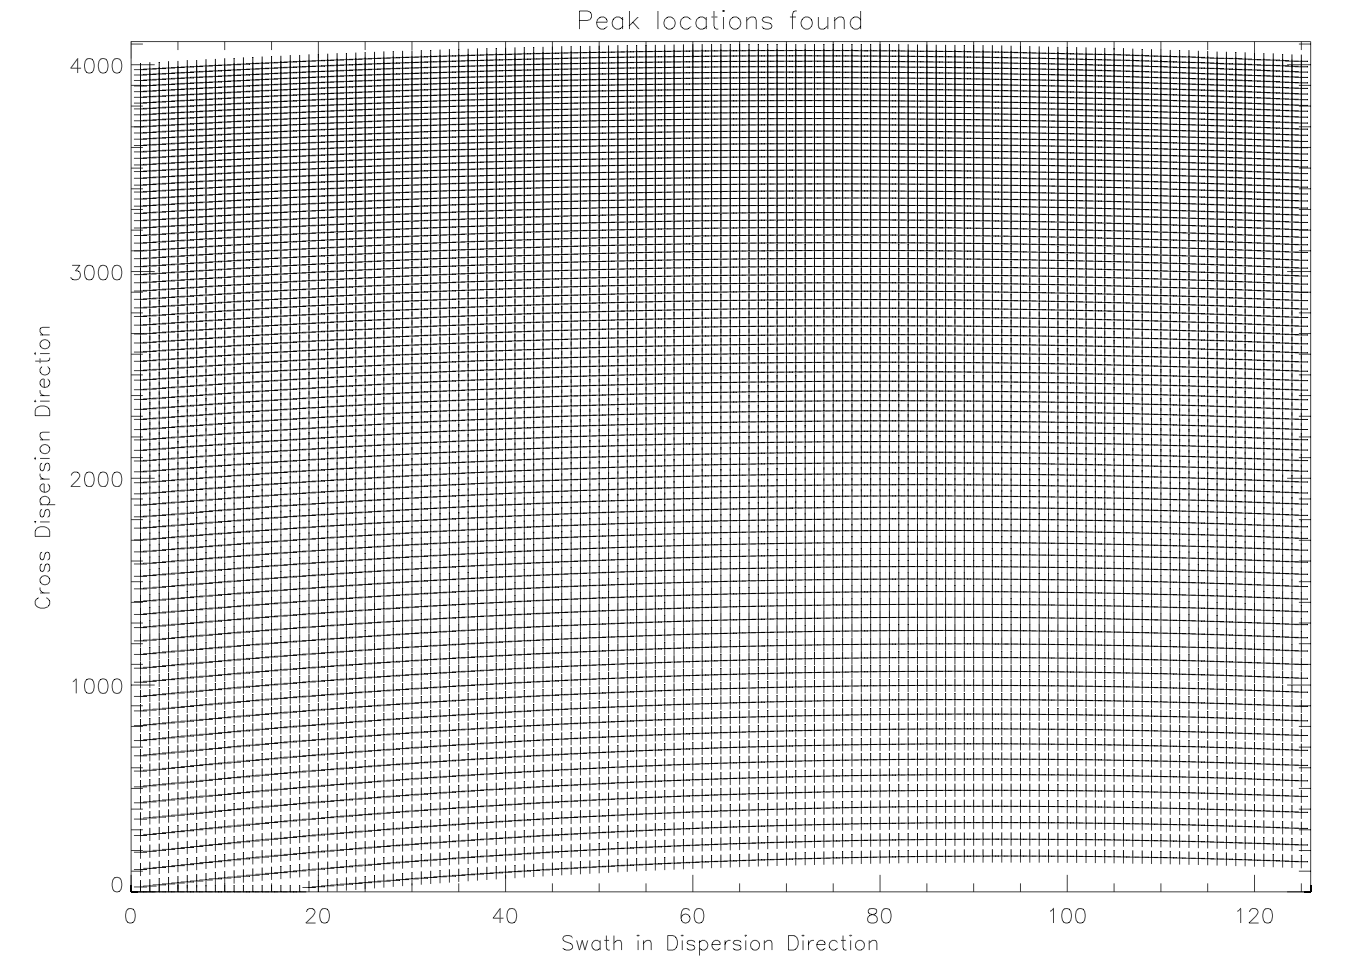 Peak locations found
4000
3000
2000
1000
0
Cross Dispersion Direction
0 20 40 60 80 100 120
Swath in Dispersion Direction